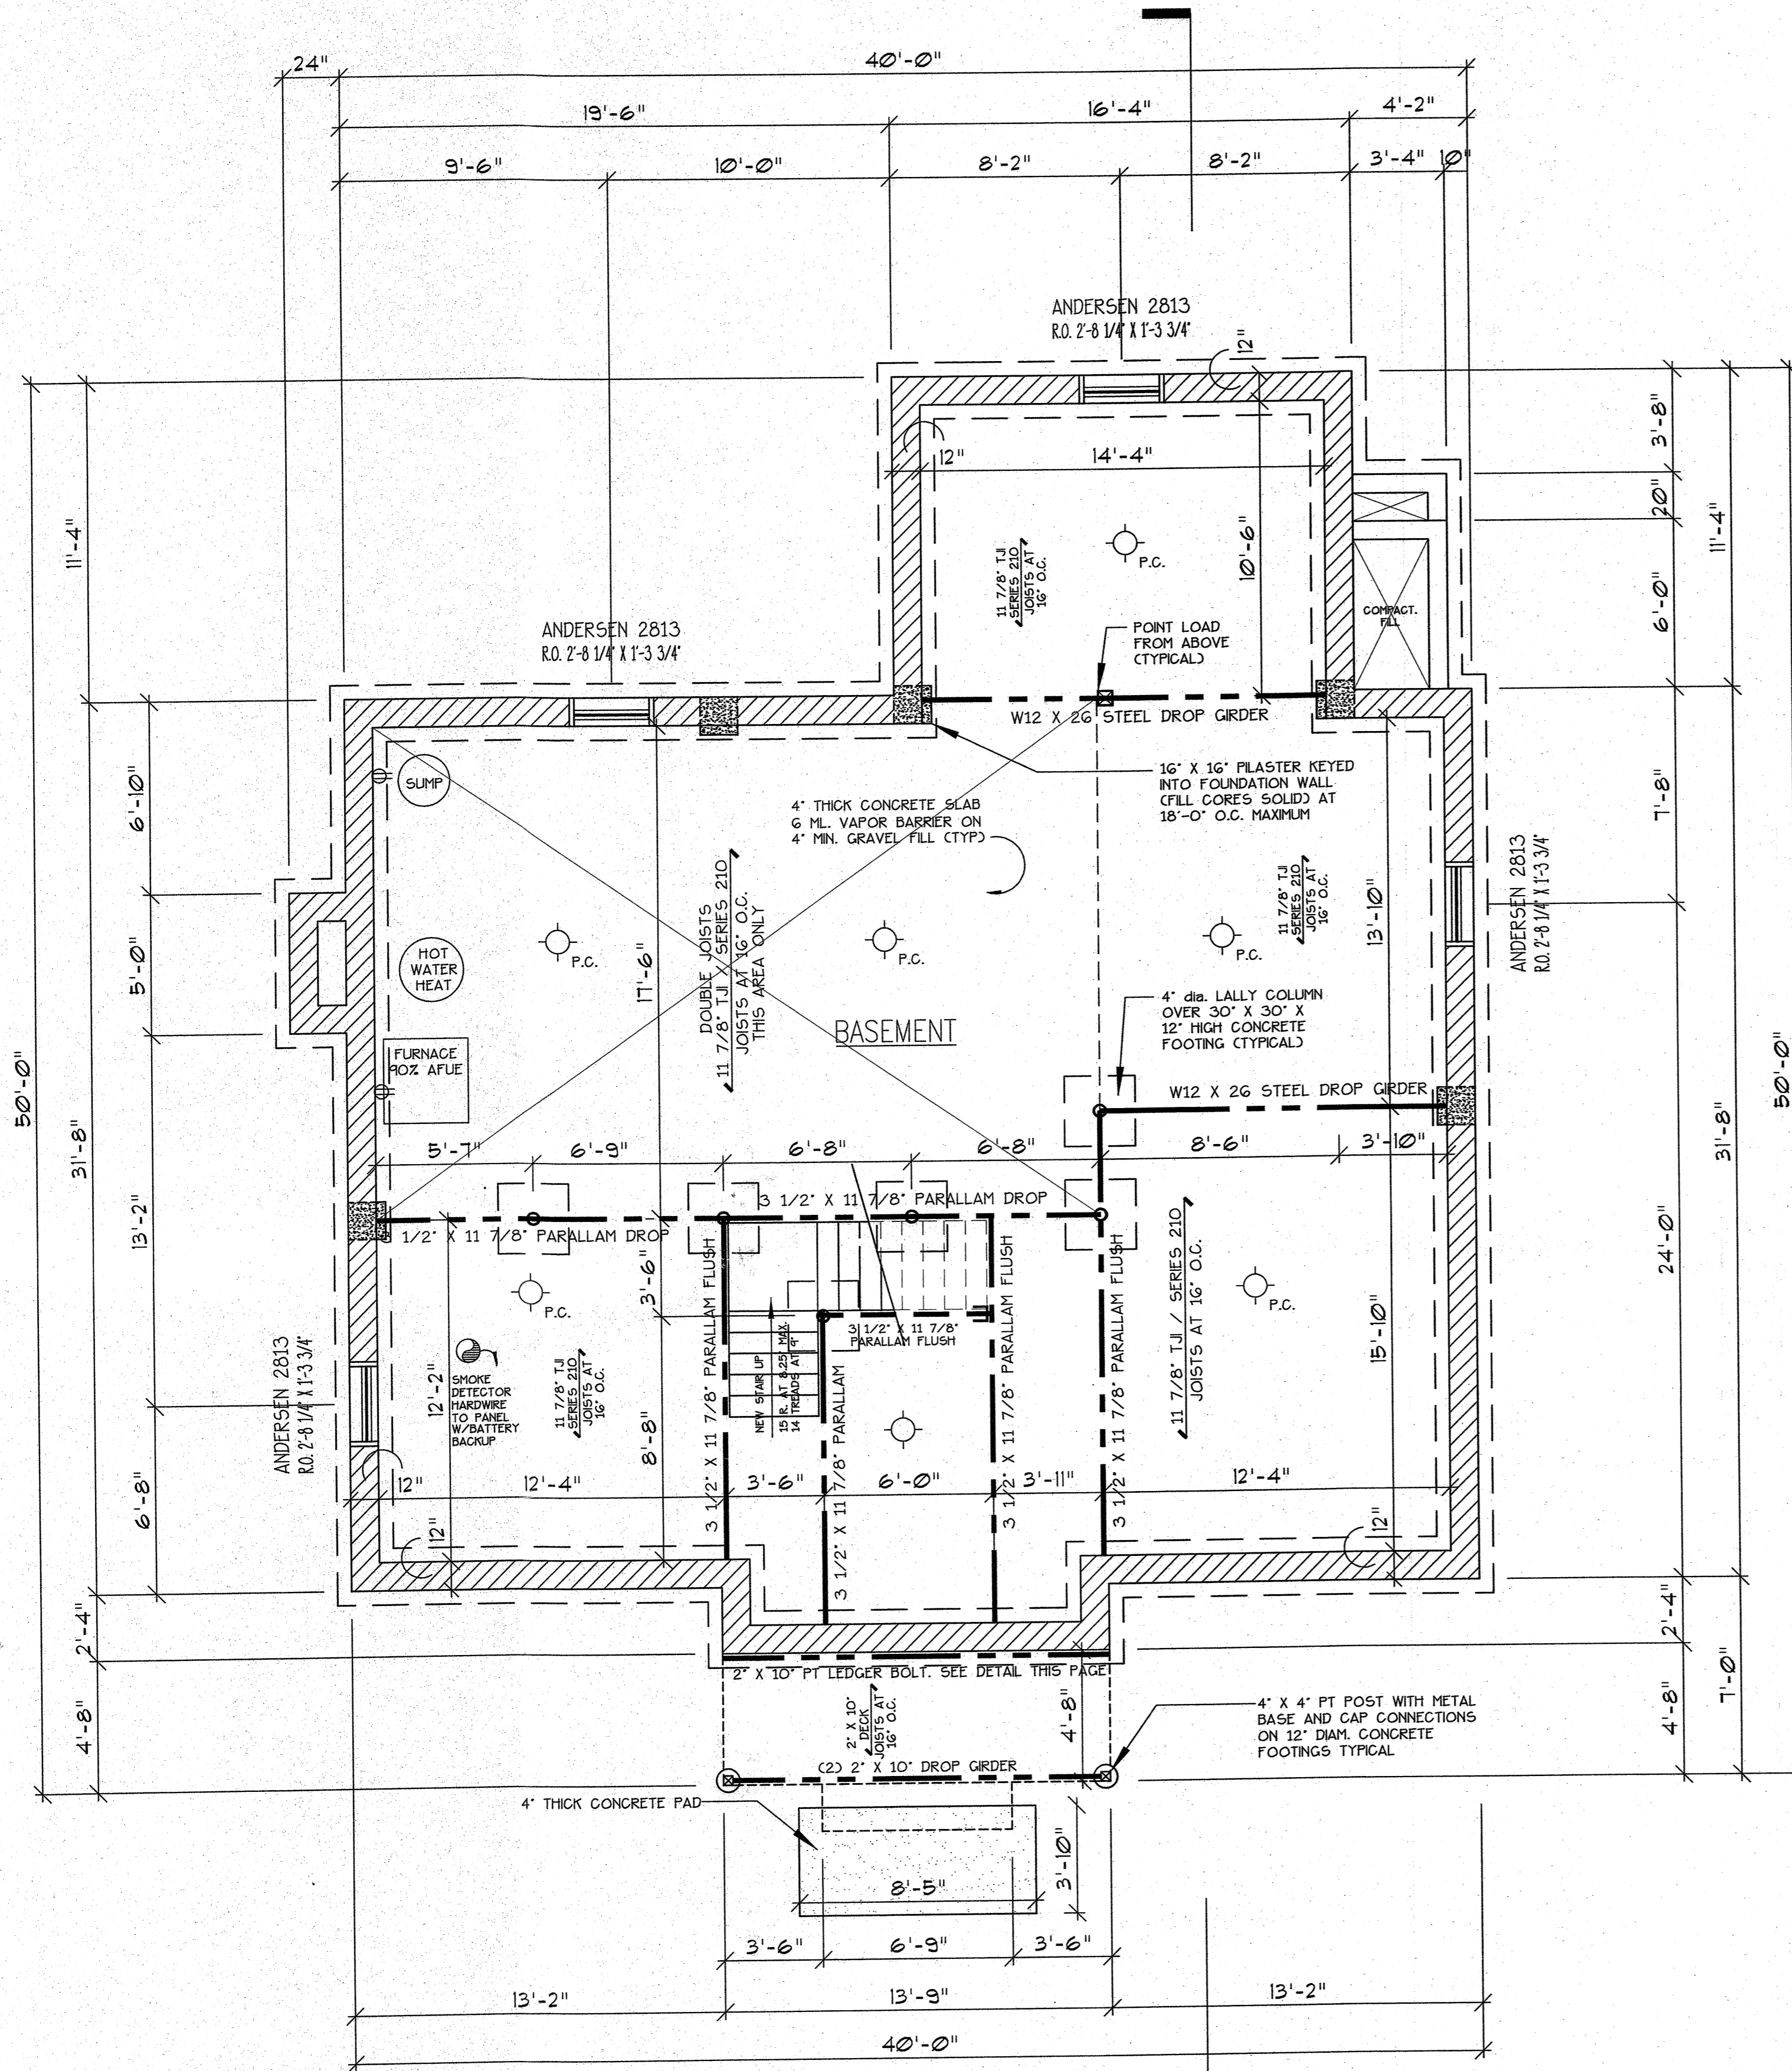 24"
40'-0"
19'-6"
16'-4"
4'-2"
9'-6"
10'-0"
8'-2"
8'-2"
3'-4"
10"
ANDERSEN 2813
R.O. 2'-8 1/4" X 1'-3 3/4"
12"
12"
14'-4"
3'-8"
20"
11'-4"
11'-4"
10'-6"
6'-0"
11 7/8" TJI
SERIES 210
JOISTS AT
16" O.C.
P.C.
COMPACT.
FILL
ANDERSEN 2813
R.O. 2'-8 1/4" X 1'-3 3/4"
POINT LOAD
FROM ABOVE
(TYPICAL)
W12 X 26 STEEL DROP GIRDER
SUMP
6'-10"
4" THICK CONCRETE SLAB
6 ML. VAPOR BARRIER ON
4" MIN. GRAVEL FILL (TYP)
16" X 16" PILASTER KEYED
INTO FOUNDATION WALL
(FILL CORES SOLID) AT
18'-0" O.C. MAXIMUM
7'-8"
ANDERSEN 2813
R.O. 2'-8 1/4" X 1'-3 3/4"
DOUBLE JOISTS
11 7/8" TJI / SERIES 210
JOISTS AT 16" O.C.
THIS AREA ONLY
11 7/8" TJI
SERIES 210
JOISTS AT
16" O.C.
13'-10"
5'-0"
HOT
WATER
HEAT
P.C.
17'-6"
P.C.
P.C.
BASEMENT
4" dia. LALLY COLUMN
OVER 30" X 30" X
12" HIGH CONCRETE
FOOTING (TYPICAL)
50'-0"
50'-0"
FURNACE
90% AFUE
31'-8"
31'-8"
W12 X 26 STEEL DROP GIRDER
5'-7"
6'-9"
6'-8"
6'-8"
8'-6"
3'-10"
13'-2"
3 1/2" X 11 7/8" PARALLAM DROP
1/2" X 11 7/8" PARALLAM DROP
24'-0"
3'-6"
P.C.
P.C.
3 1/2" X 11 7/8" PARALLAM FLUSH
3 1/2" X 11 7/8"
PARALLAM FLUSH
3 1/2" X 11 7/8" PARALLAM FLUSH
3 1/2" X 11 7/8" PARALLAM FLUSH
11 7/8" TJI / SERIES 210
JOISTS AT 16" O.C.
15'-10"
ANDERSEN 2813
R.O. 2'-8 1/4" X 1'-3 3/4"
12'-2"
SMOKE
DETECTOR
HARDWIRE
TO PANEL
W/BATTERY
BACKUP
11 7/8" TJI
SERIES 210
JOISTS AT
16" O.C.
8'-8"
NEW STAIR UP
15 R. AT 8.25" MAX.
14 TREADS AT 9"
3 1/2" X 11 7/8" PARALLAM
6'-8"
12"
12'-4"
3'-6"
6'-0"
3'-11"
12'-4"
12"
12"
2'-4"
2'-4"
2" X 10" PT LEDGER BOLT. SEE DETAIL THIS PAGE
4'-8"
2" X 10"
DECK
JOISTS AT
16" O.C.
4'-8"
4" X 4" PT POST WITH METAL
BASE AND CAP CONNECTIONS
ON 12" DIAM. CONCRETE
FOOTINGS TYPICAL
4'-8"
7'-0"
(2) 2" X 10" DROP GIRDER
4" THICK CONCRETE PAD
3'-10"
8'-5"
3'-6"
6'-9"
3'-6"
13'-2"
13'-9"
13'-2"
40'-0"